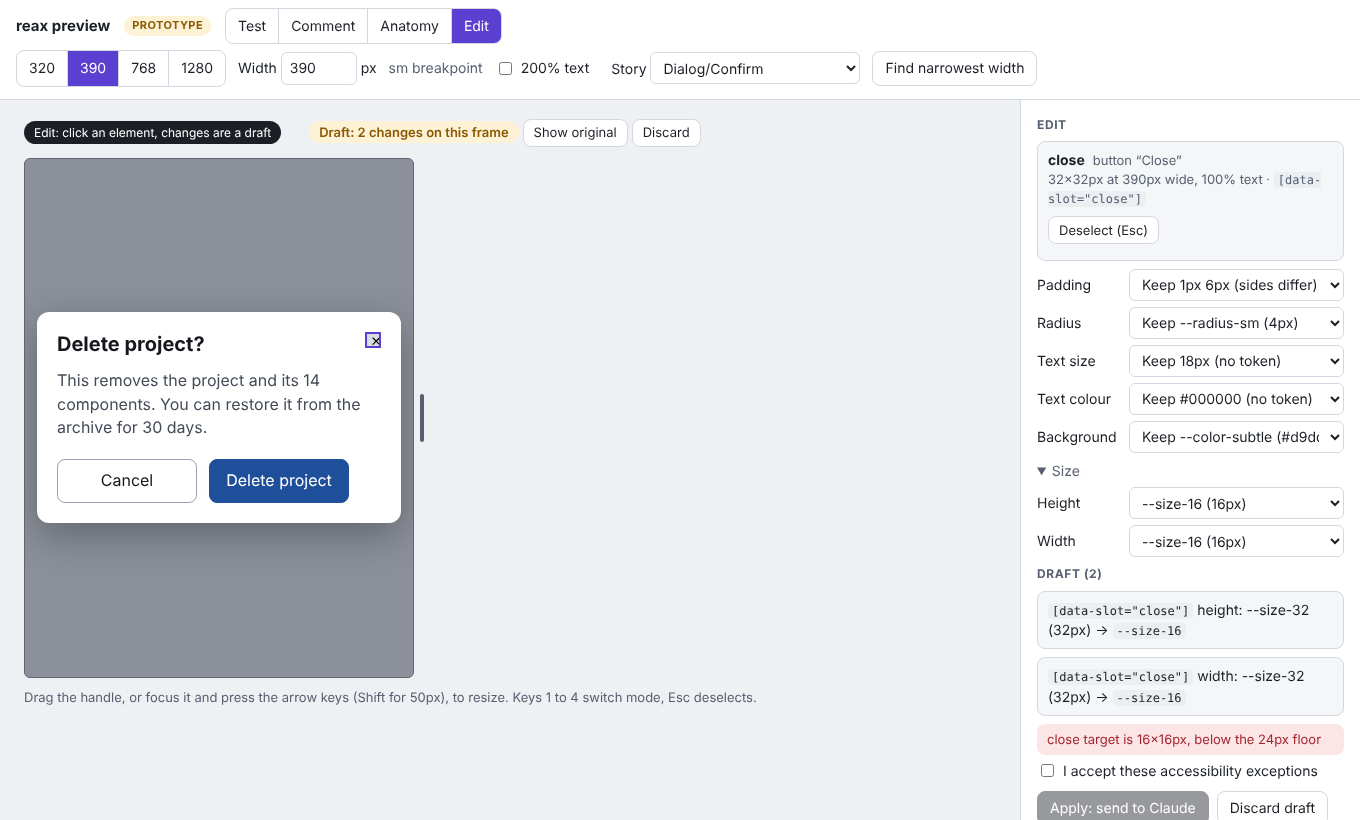 reax preview PROTOTYPE Test Comment Anatomy Edit
320 390 768 1280 Width 390 px sm breakpoint 200% text Story Dialog/Confirm Find narrowest width
Edit: click an element, changes are a draft Draft: 2 changes on this frame Show original Discard
Delete project?
×
This removes the project and its 14
components. You can restore it from the
archive for 30 days.
Cancel Delete project
Drag the handle, or focus it and press the arrow keys (Shift for 50px), to resize. Keys 1 to 4 switch mode, Esc deselects.
EDIT
close button “Close”
32×32px at 390px wide, 100% text · [data-
slot="close"]
Deselect (Esc)
Padding Keep 1px 6px (sides differ)
Radius Keep --radius-sm (4px)
Text size Keep 18px (no token)
Text colour Keep #000000 (no token)
Background Keep --color-subtle (#d9d
▼ Size
Height --size-16 (16px)
Width --size-16 (16px)
DRAFT (2)
[data-slot="close"] height: --size-32
(32px) → --size-16
[data-slot="close"] width: --size-32
(32px) → --size-16
close target is 16×16px, below the 24px floor
I accept these accessibility exceptions
Apply: send to Claude Discard draft